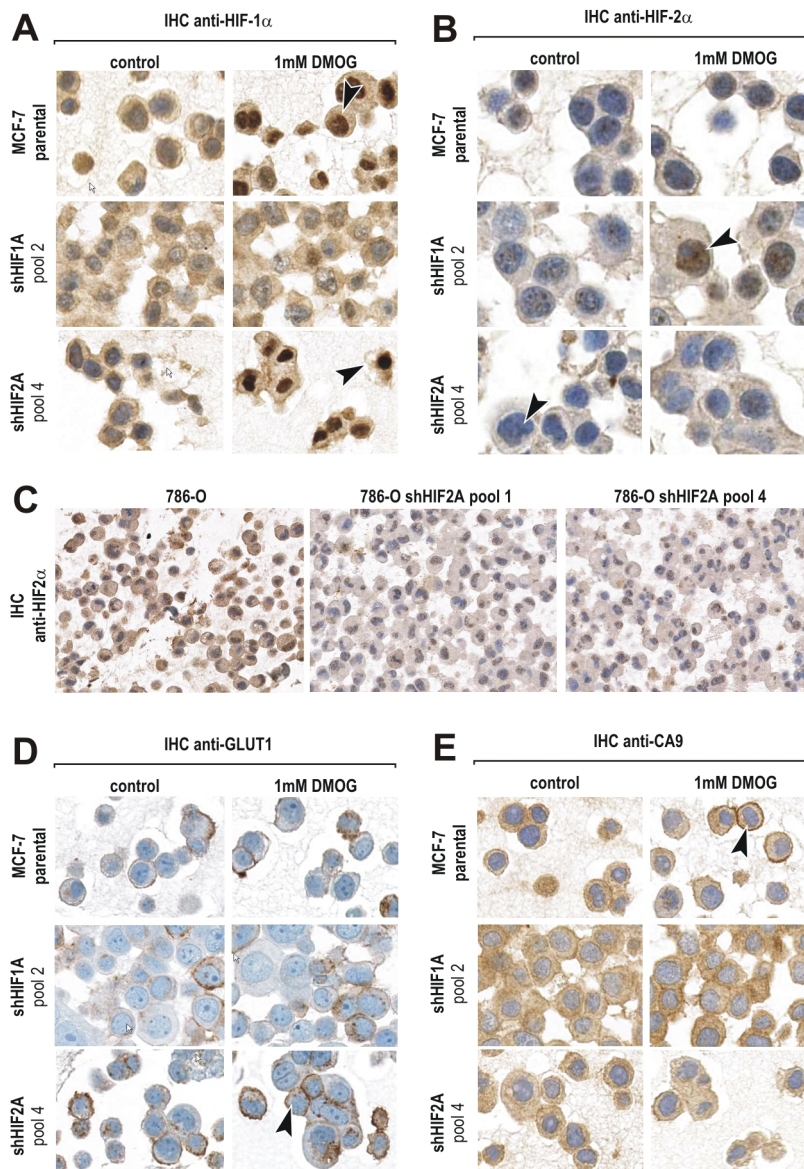 A
IHC anti-HIF-1α
control
1mM DMOG
MCF-7
parental
shHIF1A
pool 2
shHIF2A
pool 4
B
IHC anti-HIF-2α
control
1mM DMOG
MCF-7
parental
shHIF1A
pool 2
shHIF2A
pool 4
C
786-O
786-O shHIF2A pool 1
786-O shHIF2A pool 4
IHC
anti-HIF2α
D
IHC anti-GLUT1
control
1mM DMOG
MCF-7
parental
shHIF1A
pool 2
shHIF2A
pool 4
E
IHC anti-CA9
control
1mM DMOG
MCF-7
parental
shHIF1A
pool 2
shHIF2A
pool 4